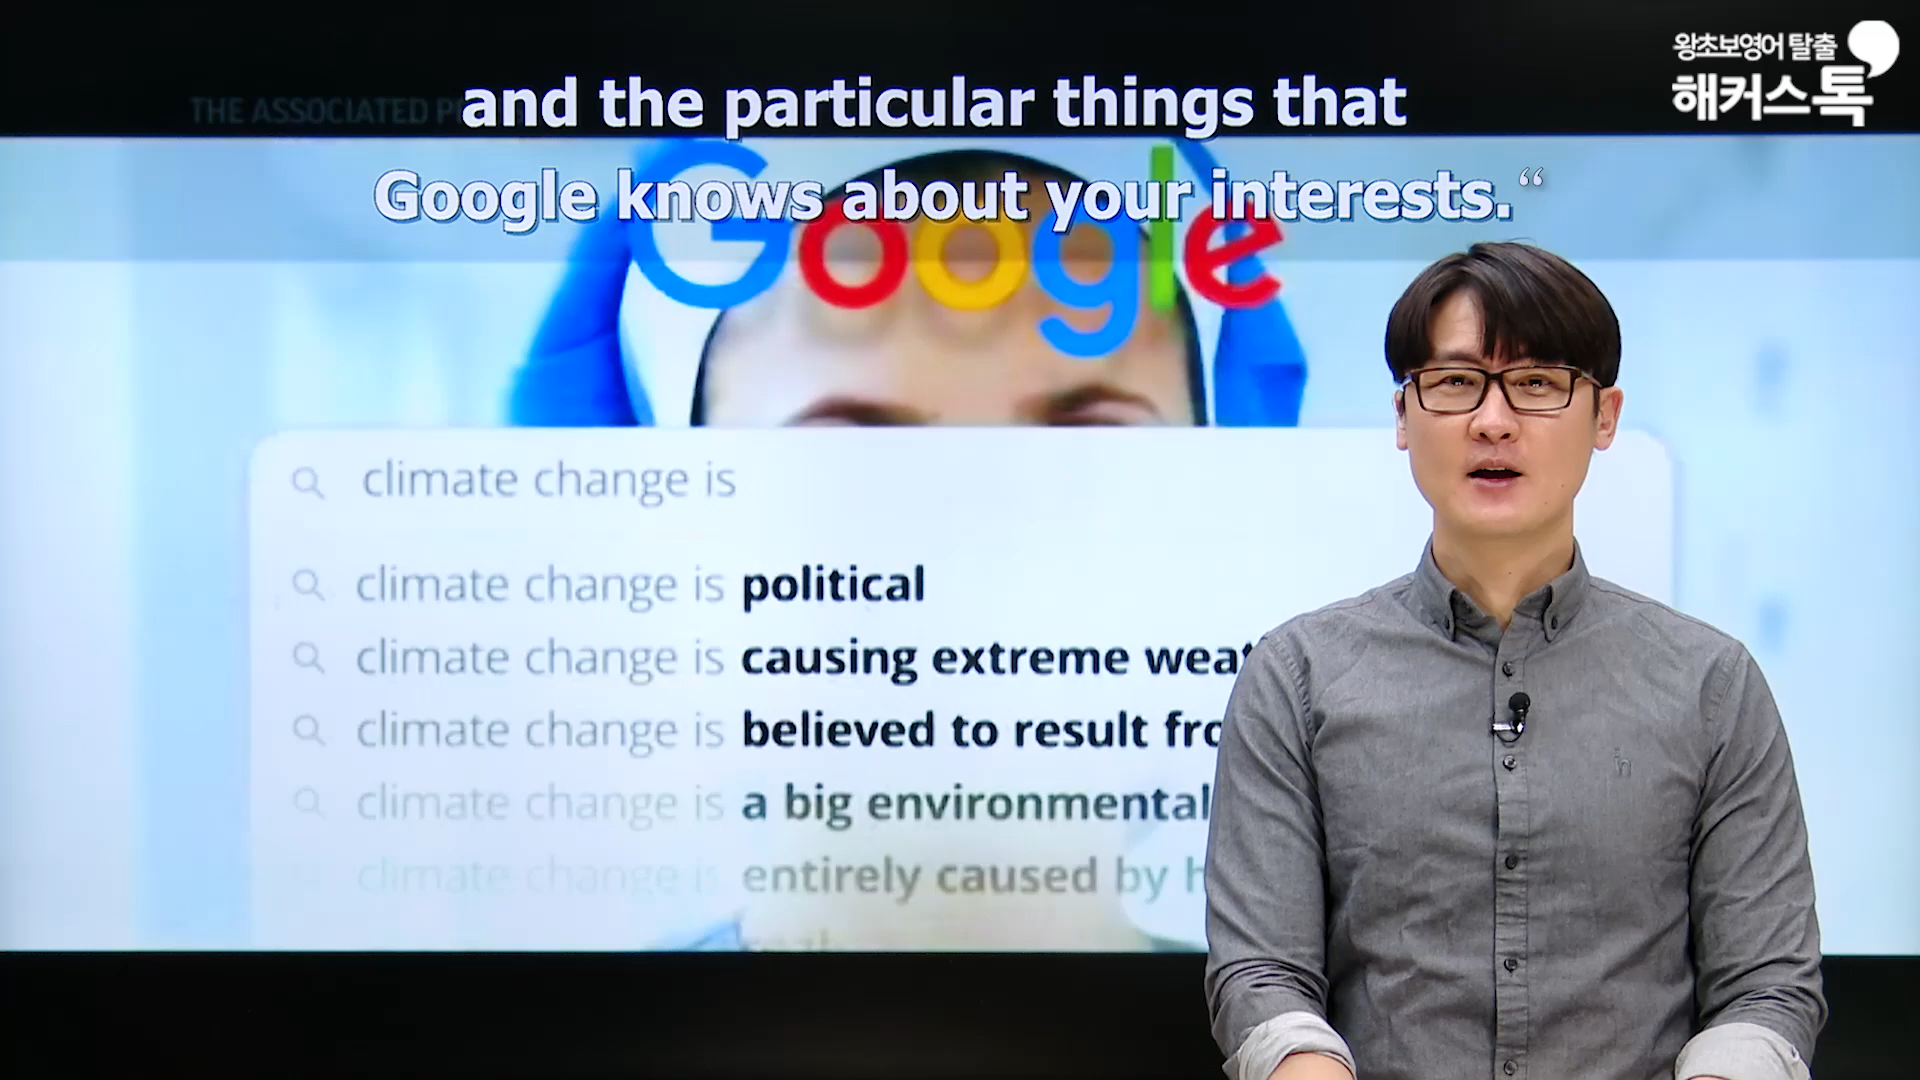 왕초보영어 탈출
해커스톡
THE ASSOCIATED
and the particular things that
Google knows about your interests.“
Google
climate change is
climate change is political
climate change is causing extreme
climate change is believed to result
climate change is a big environmental
climate change is entirely caused by